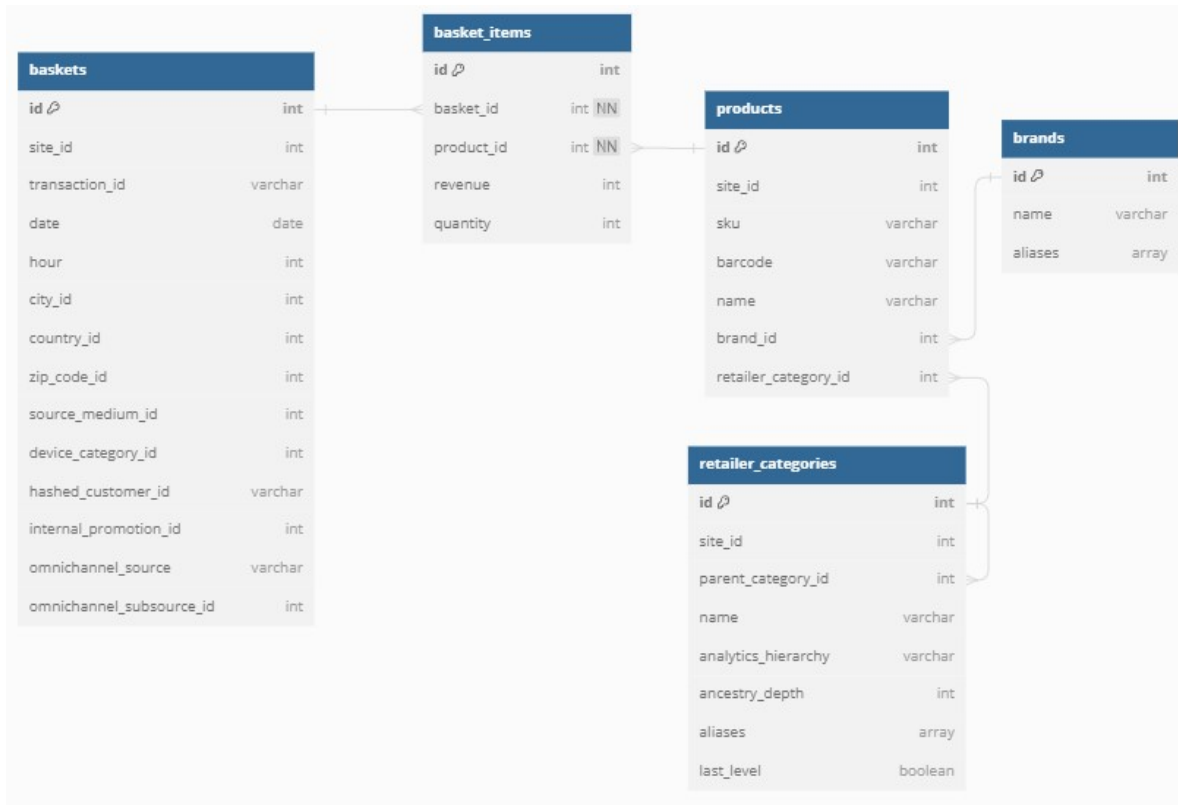 baskets
id int
site_id int
transaction_id varchar
date date
hour int
city_id int
country_id int
zip_code_id int
source_medium_id int
device_category_id int
hashed_customer_id varchar
internal_promotion_id int
omnichannel_source varchar
omnichannel_subsource_id int
basket_items
id int
basket_id int NN
product_id int NN
revenue int
quantity int
products
id int
site_id int
sku varchar
barcode varchar
name varchar
brand_id int
retailer_category_id int
brands
id int
name varchar
aliases array
retailer_categories
id int
site_id int
parent_category_id int
name varchar
analytics_hierarchy varchar
ancestry_depth int
aliases array
last_level boolean